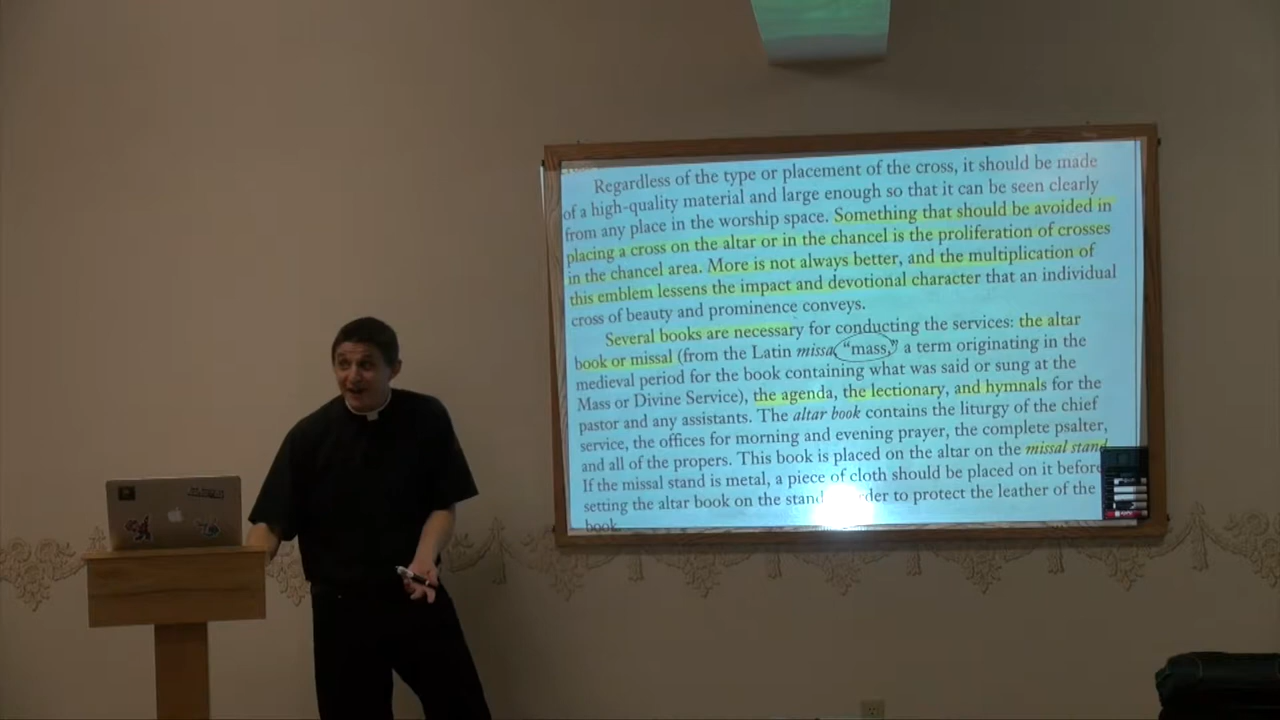 Regardless of the type or placement of the cross, it should be made
of a high-quality material and large enough so that it can be seen clearly
from any place in the worship space. Something that should be avoided in
placing a cross on the altar or in the chancel is the proliferation of crosses
in the chancel area. More is not always better, and the multiplication of
this emblem lessens the impact and devotional character that an individual
cross of beauty and prominence conveys.
Several books are necessary for conducting the services: the altar
book or missal (from the Latin missa, “mass,” a term originating in the
medieval period for the book containing what was said or sung at the
Mass or Divine Service), the agenda, the lectionary, and hymnals for the
pastor and any assistants. The altar book contains the liturgy of the chief
service, the offices for morning and evening prayer, the complete psalter,
and all of the propers. This book is placed on the altar on the missal stand.
If the missal stand is metal, a piece of cloth should be placed on it before
setting the altar book on the stand order to protect the leather of the
book.